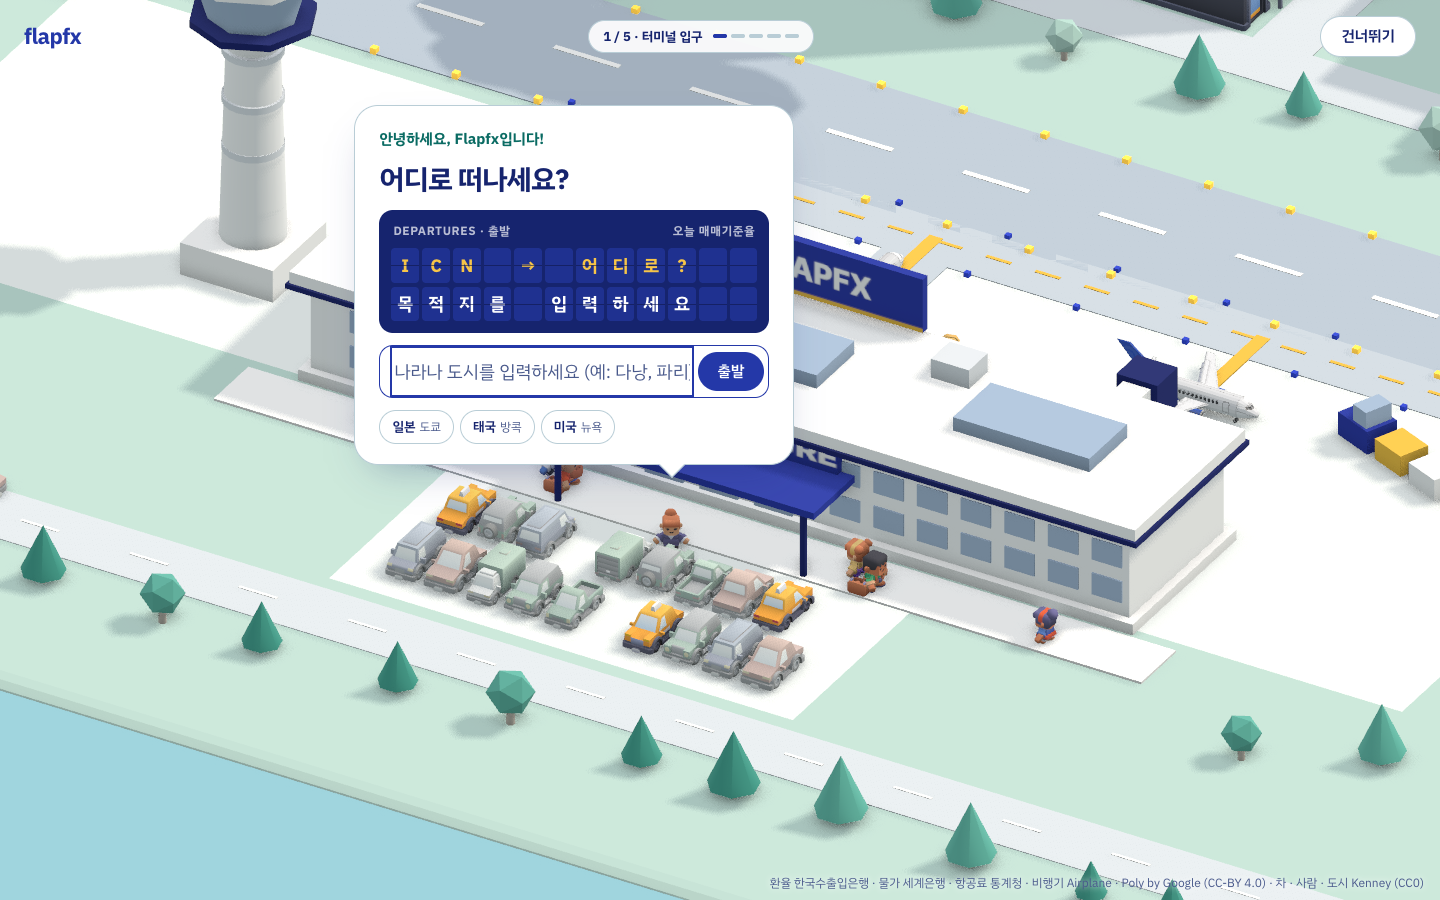 flapfx
1 / 5 · 터미널 입구
건너뛰기
안녕하세요, Flapfx입니다!
어디로 떠나세요?
DEPARTURES · 출발
오늘 매매기준율
ICN → 어디로?
목적지를 입력하세요
나라나 도시를 입력하세요 (예: 다낭, 파리
출발
일본 도쿄
태국 방콕
미국 뉴욕
APFX
RE
환율 한국수출입은행 · 물가 세계은행 · 항공료 통계청 · 비행기 Airplane · Poly by Google (CC-BY 4.0) · 차 · 사람 · 도시 Kenney (CC0)